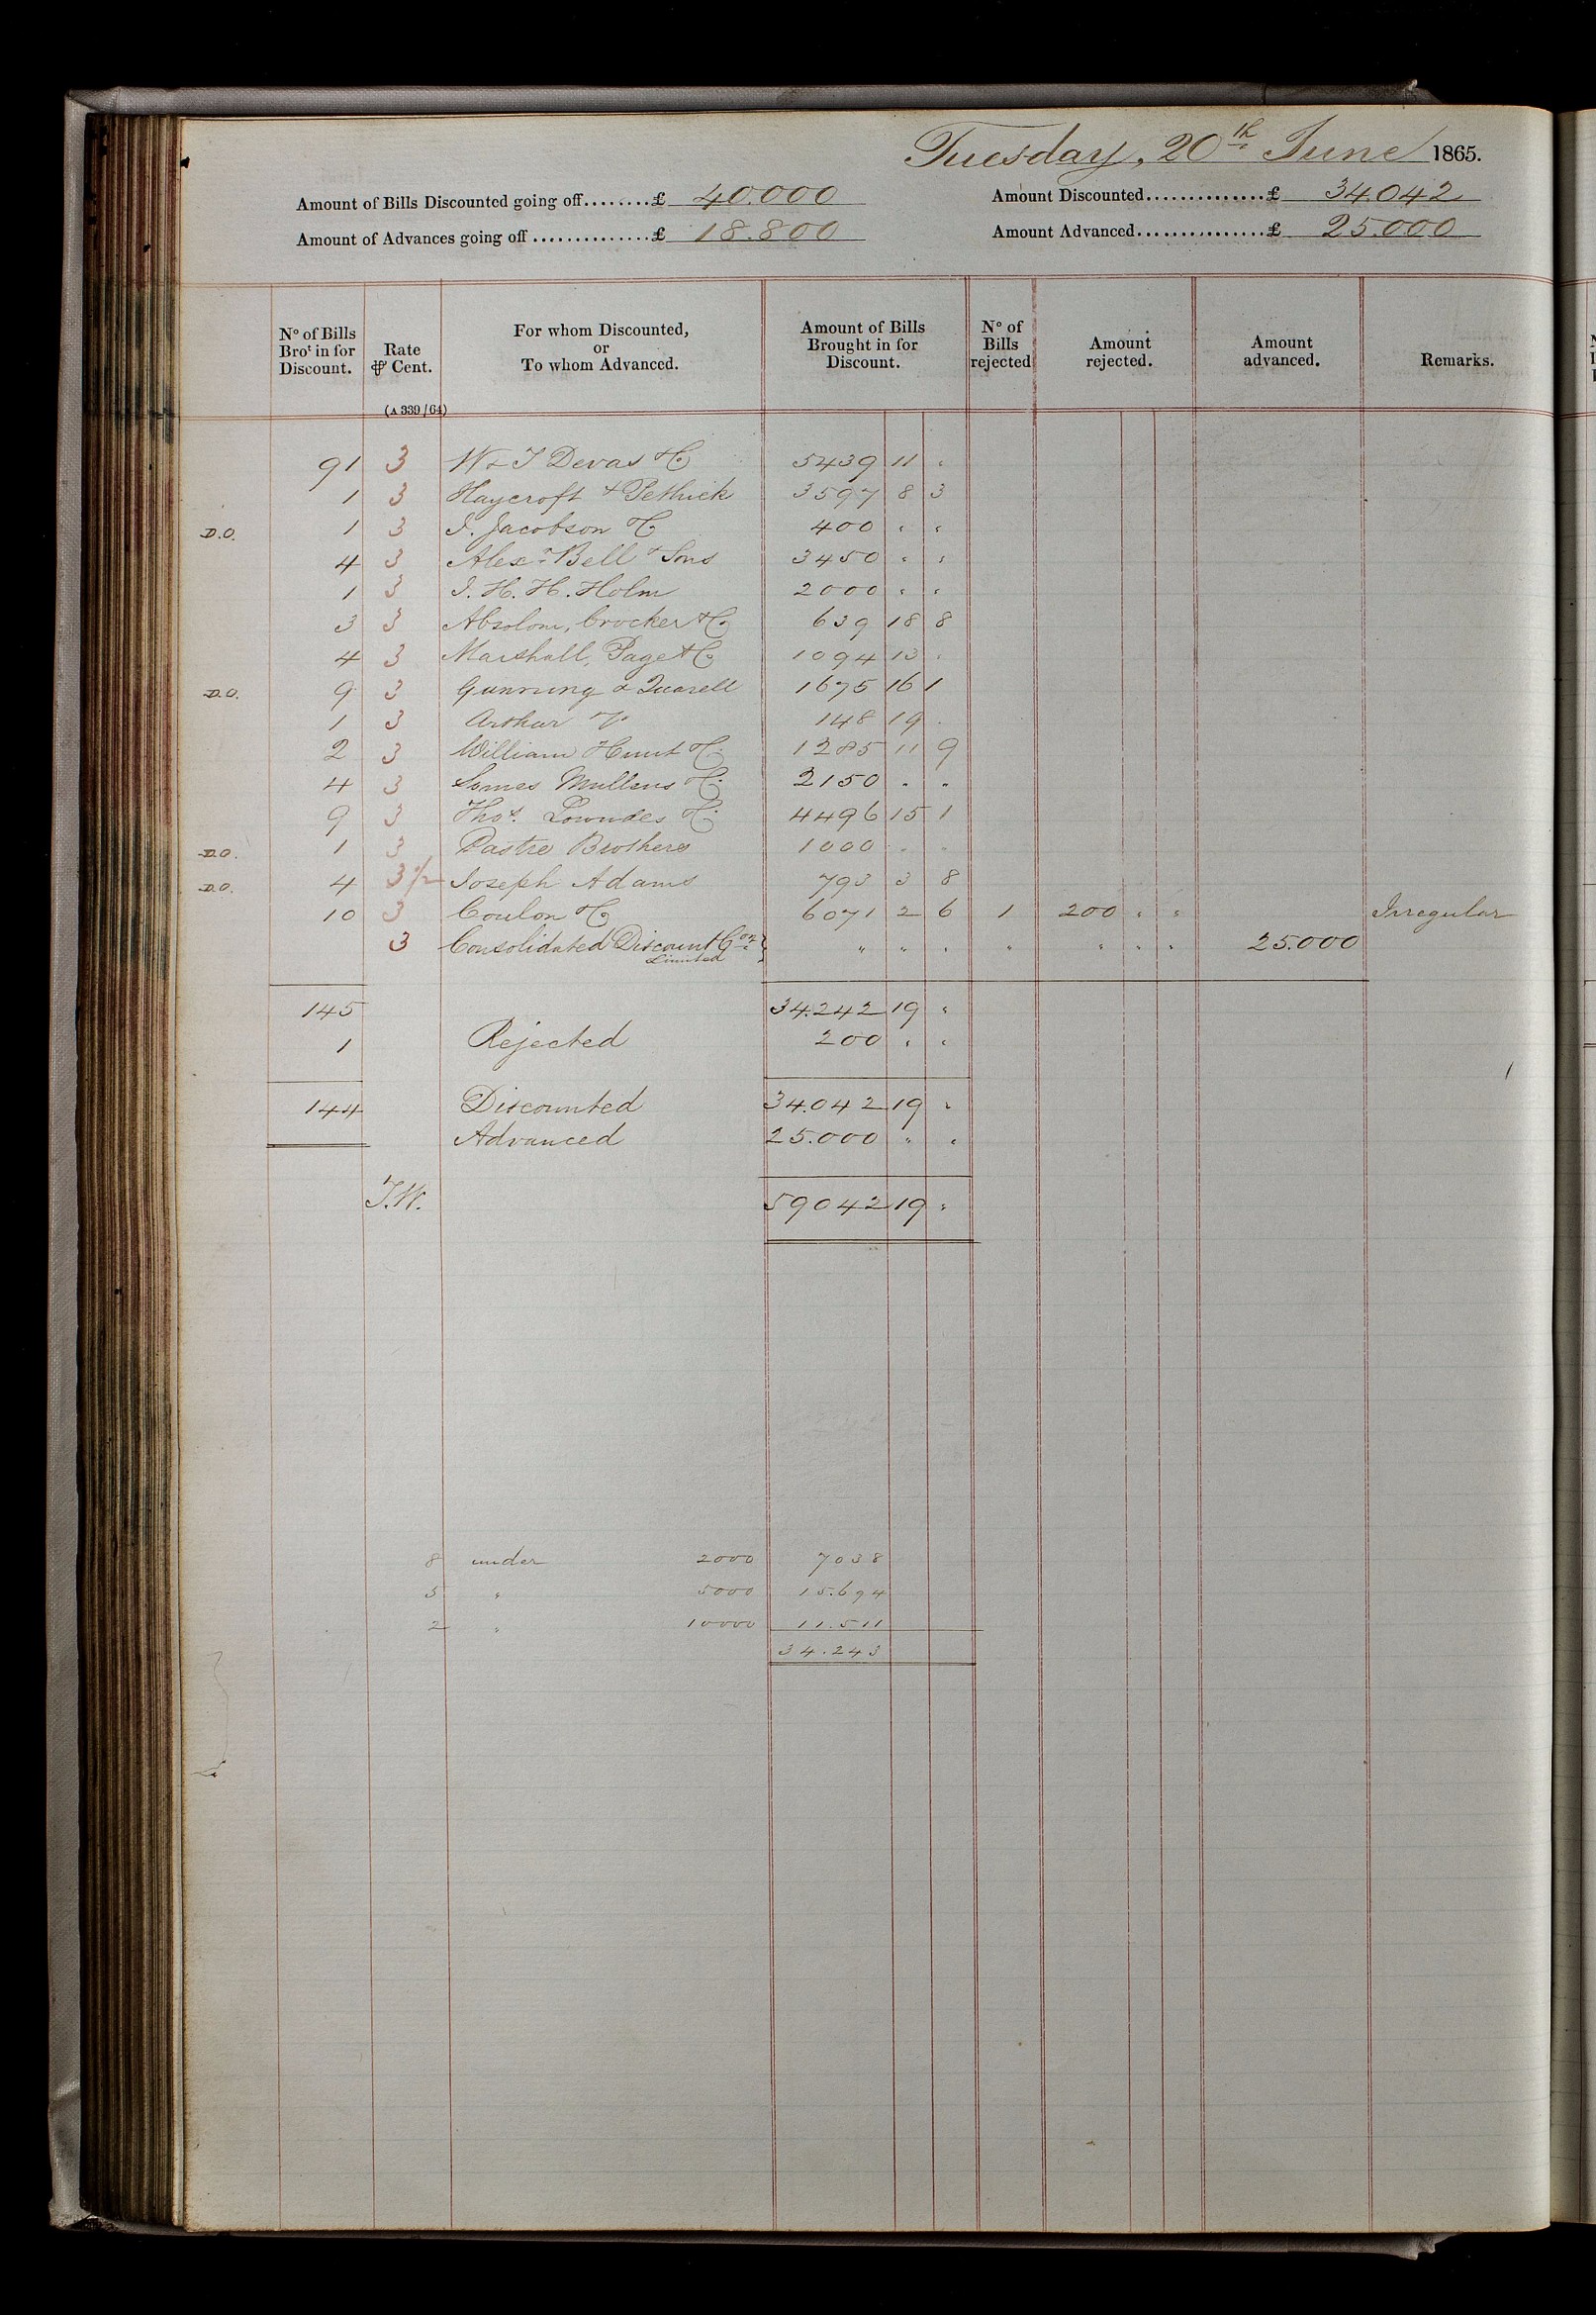 Tuesday, 20th June 1865.
Amount of Bills Discounted going off........£ 40.000 Amount Discounted..............£ 34.042
Amount of Advances going off ..............£ 18.800 Amount Advanced...............£ 25.000
No of Bills Brot in for Discount. Rate ⅌ Cent. For whom Discounted, or To whom Advanced. Amount of Bills Brought in for Discount. No of Bills rejected Amount rejected. Amount advanced. Remarks.
(A 339/64)
91 3 W & T Devas & Co 5439 11 "
1 3 Haycroft & Pethick 3597 8 3
D.O. 1 3 I. Jacobson & Co 400 " "
4 3 Alexr Bell & Sons 3450 " "
1 3 J. H. H. Holm 2000 " "
3 3 Absolom, Crocker & Co 639 18 8
4 3 Marshall, Page & Co 1094 13 "
D.O. 9 3 Gunning & Quarell 1675 16 1
1 3 Arthur 148 19 "
2 3 William Hunt & Co 1285 11 9
4 3 Somes Mullens & Co 2150 " "
9 3 Thos. Lowndes & Co 4496 15 1
D.O. 1 3 Pastre Brothers 1000 " "
D.O. 4 3 1/2 Joseph Adams 793 3 8
10 3 Coulon & Co 6071 2 6 1 200 " " Irregular
3 Consolidated Discount Con } " " " " " " " 25.000
Limited
145 34.242 19 "
1 Rejected 200 " "
144 Discounted 34.042 19 "
Advanced 25.000 " "
T.W. 59042 19 "
8 under 2000 7038
5 " 5000 15.694
2 " 10000 11.511
34.243